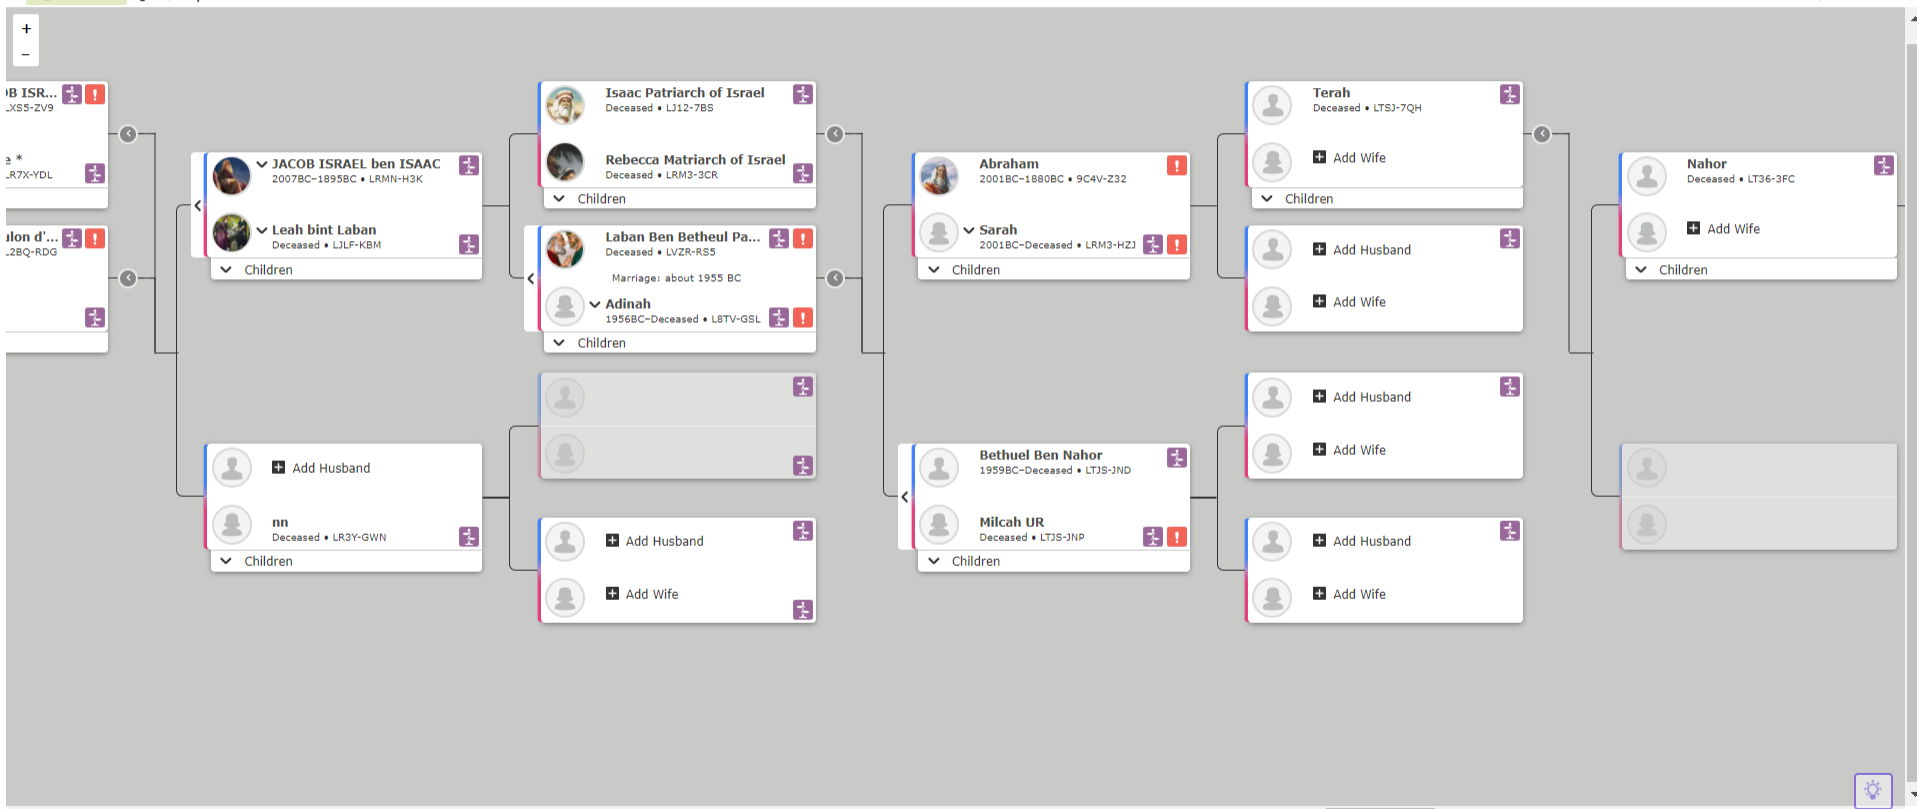 +
−
B ISR...
LXS5-ZV9
e *
LR7X-YDL
ulon d'...
L2BQ-RDG
JACOB ISRAEL ben ISAAC
2007BC–1895BC • LRMN-H3K
Leah bint Laban
Deceased • LJLF-KBM
Children
Add Husband
nn
Deceased • LR3Y-GWN
Children
Isaac Patriarch of Israel
Deceased • LJ12-7BS
Rebecca Matriarch of Israel
Deceased • LRM3-3CR
Children
Laban Ben Betheul Pa...
Deceased • LVZR-RS5
Marriage: about 1955 BC
Adinah
1956BC–Deceased • L8TV-GSL
Children
Add Husband
Add Wife
Abraham
2001BC–1880BC • 9C4V-Z32
Sarah
2001BC–Deceased • LRM3-HZJ
Children
Bethuel Ben Nahor
1959BC–Deceased • LTJS-JND
Milcah UR
Deceased • LTJS-JNP
Children
Terah
Deceased • LTSJ-7QH
Add Wife
Children
Add Husband
Add Wife
Add Husband
Add Wife
Add Husband
Add Wife
Nahor
Deceased • LT36-3FC
Add Wife
Children